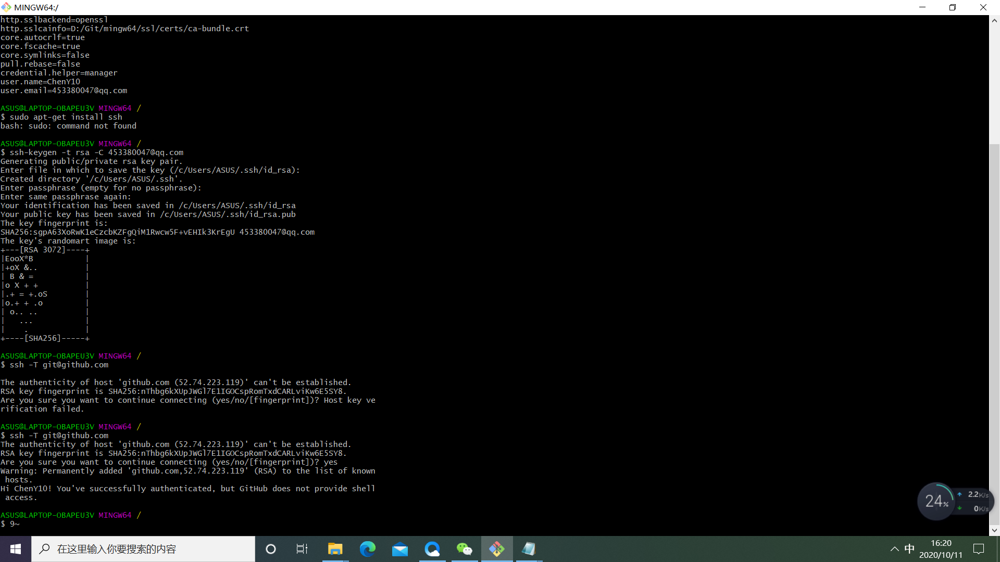 MINGW64:/
http.sslbackend=openssl
http.sslcainfo=D:/Git/mingw64/ssl/certs/ca-bundle.crt
core.autocrlf=true
core.fscache=true
core.symlinks=false
pull.rebase=false
credential.helper=manager
user.name=ChenY10
user.email=453380047@qq.com
ASUS@LAPTOP-OBAPEU3V MINGW64 /
$ sudo apt-get install ssh
bash: sudo: command not found
ASUS@LAPTOP-OBAPEU3V MINGW64 /
$ ssh-keygen -t rsa -C 453380047@qq.com
Generating public/private rsa key pair.
Enter file in which to save the key (/c/Users/ASUS/.ssh/id_rsa):
Created directory '/c/Users/ASUS/.ssh'.
Enter passphrase (empty for no passphrase):
Enter same passphrase again:
Your identification has been saved in /c/Users/ASUS/.ssh/id_rsa
Your public key has been saved in /c/Users/ASUS/.ssh/id_rsa.pub
The key fingerprint is:
SHA256:sgpA63XoRwK1eCzcbKZFgQiM1Rwcw5F+vEHIk3KrEgU 453380047@qq.com
The key's randomart image is:
+---[RSA 3072]----+
|EooX*B           |
|+oX &..          |
| B & =           |
|o X + +          |
|.+ = +.oS        |
|o.+ + .o         |
| o.. ..          |
|   ...           |
|    .            |
+----[SHA256]-----+
ASUS@LAPTOP-OBAPEU3V MINGW64 /
$ ssh -T git@github.com
The authenticity of host 'github.com (52.74.223.119)' can't be established.
RSA key fingerprint is SHA256:nThbg6kXUpJWGl7E1IGOCspRomTxdCARLviKw6E5SY8.
Are you sure you want to continue connecting (yes/no/[fingerprint])? Host key ve
rification failed.
ASUS@LAPTOP-OBAPEU3V MINGW64 /
$ ssh -T git@github.com
The authenticity of host 'github.com (52.74.223.119)' can't be established.
RSA key fingerprint is SHA256:nThbg6kXUpJWGl7E1IGOCspRomTxdCARLviKw6E5SY8.
Are you sure you want to continue connecting (yes/no/[fingerprint])? yes
Warning: Permanently added 'github.com,52.74.223.119' (RSA) to the list of known
 hosts.
Hi ChenY10! You've successfully authenticated, but GitHub does not provide shell
 access.
ASUS@LAPTOP-OBAPEU3V MINGW64 /
$ 9~
24%
2.2K/s
0K/s
在这里输入你要搜索的内容
中
16:20
2020/10/11